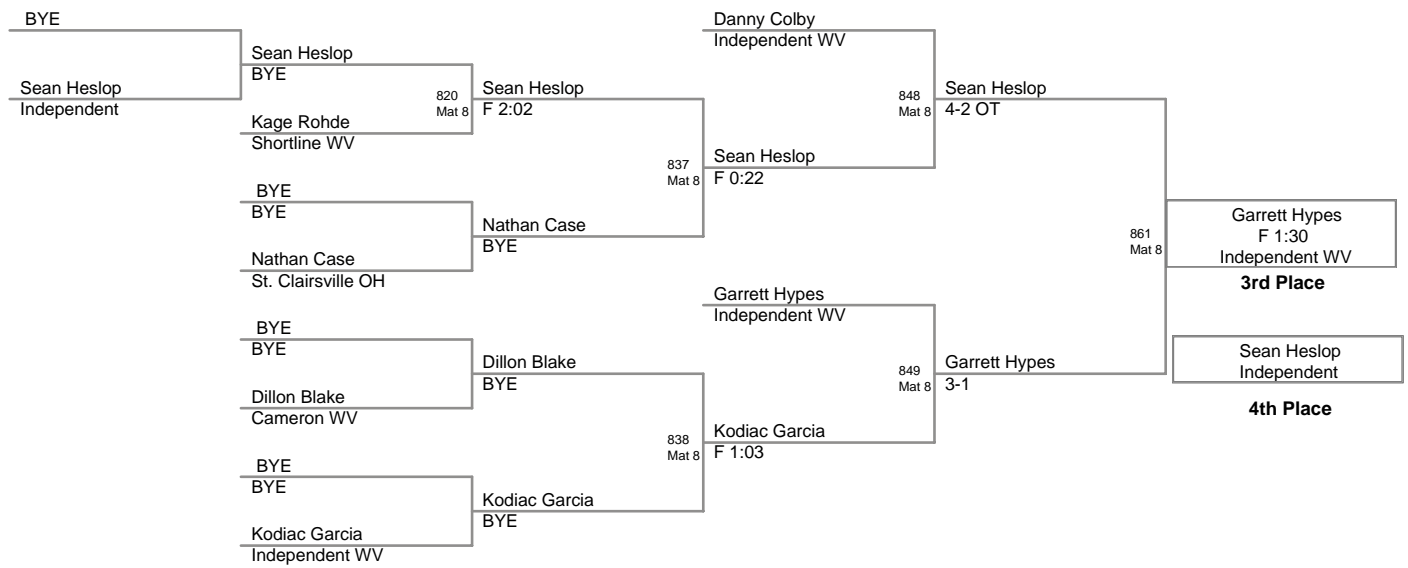 BYE
Sean Heslop
Independent
Sean Heslop
BYE
Kage Rohde
Shortline WV
BYE
BYE
Nathan Case
St. Clairsville OH
BYE
BYE
Dillon Blake
Cameron WV
BYE
BYE
Kodiac Garcia
Independent WV
820
Mat 8
Sean Heslop
F 2:02
Nathan Case
BYE
Dillon Blake
BYE
Kodiac Garcia
BYE
837
Mat 8
838
Mat 8
Danny Colby
Independent WV
Sean Heslop
F 0:22
Garrett Hypes
Independent WV
Kodiac Garcia
F 1:03
848
Mat 8
849
Mat 8
Sean Heslop
4-2 OT
Garrett Hypes
3-1
861
Mat 8
Garrett Hypes
F 1:30
Independent WV
3rd Place
Sean Heslop
Independent
4th Place